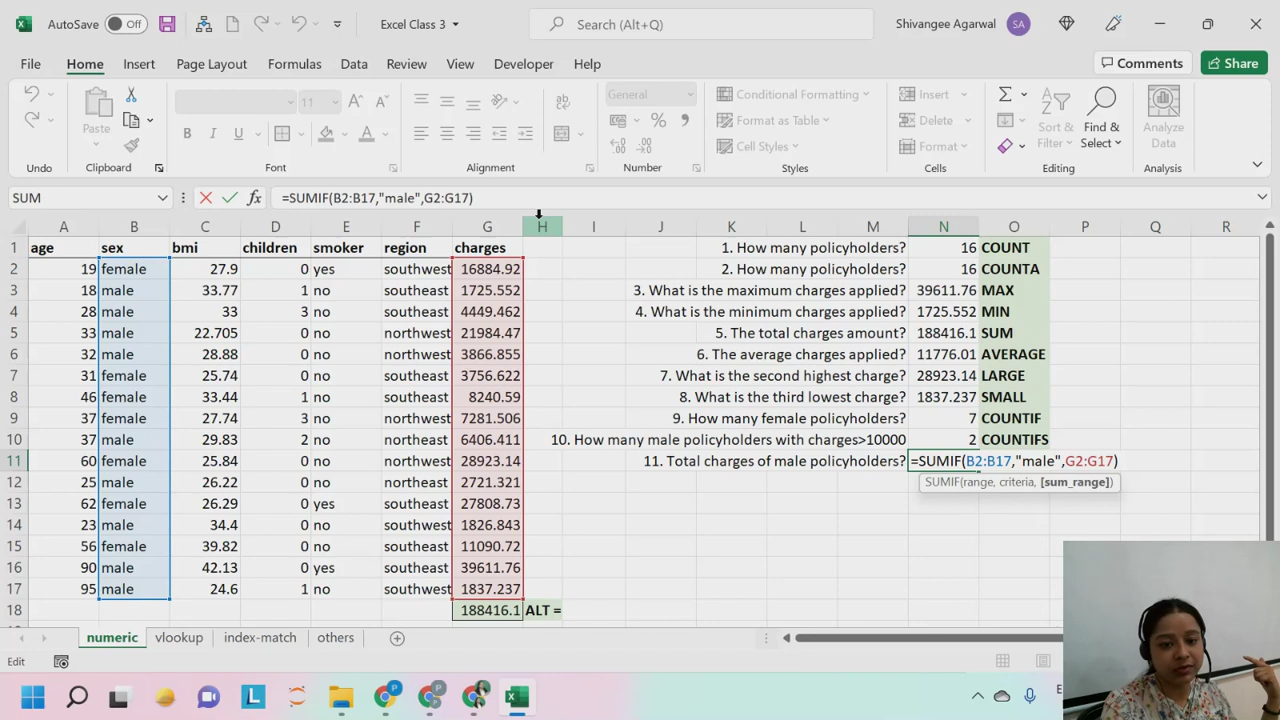 AutoSave Off Excel Class 3 Search (Alt+Q) Shivangee Agarwal SA
File Home Insert Page Layout Formulas Data Review View Developer Help Comments Share
11 General Conditional Formatting Insert
Paste B I U A % Format as Table Delete Sort & Find & Analyze
Cell Styles Format Filter Select Data
Undo Clipboard Font Alignment Number Styles Cells Editing Analysis
SUM fx =SUMIF(B2:B17,"male",G2:G17)
A B C D E F G H I J K L M N O P Q R
1 age sex bmi children smoker region charges 1. How many policyholders? 16 COUNT
2 19 female 27.9 0 yes southwest 16884.92 2. How many policyholders? 16 COUNTA
3 18 male 33.77 1 no southeast 1725.552 3. What is the maximum charges applied? 39611.76 MAX
4 28 male 33 3 no southeast 4449.462 4. What is the minimum charges applied? 1725.552 MIN
5 33 male 22.705 0 no northwest 21984.47 5. The total charges amount? 188416.1 SUM
6 32 male 28.88 0 no northwest 3866.855 6. The average charges applied? 11776.01 AVERAGE
7 31 female 25.74 0 no southeast 3756.622 7. What is the second highest charge? 28923.14 LARGE
8 46 female 33.44 1 no southeast 8240.59 8. What is the third lowest charge? 1837.237 SMALL
9 37 female 27.74 3 no northwest 7281.506 9. How many female policyholders? 7 COUNTIF
10 37 male 29.83 2 no northeast 6406.411 10. How many male policyholders with charges>10000 2 COUNTIFS
11 60 female 25.84 0 no northwest 28923.14 11. Total charges of male policyholders? =SUMIF(B2:B17,"male",G2:G17)
12 25 male 26.22 0 no northeast 2721.321 SUMIF(range, criteria, [sum_range])
13 62 female 26.29 0 yes southeast 27808.73
14 23 male 34.4 0 no southwest 1826.843
15 56 female 39.82 0 no southeast 11090.72
16 90 male 42.13 0 yes southeast 39611.76
17 95 male 24.6 1 no southwest 1837.237
18 188416.1 ALT =
numeric vlookup index-match others
Edit